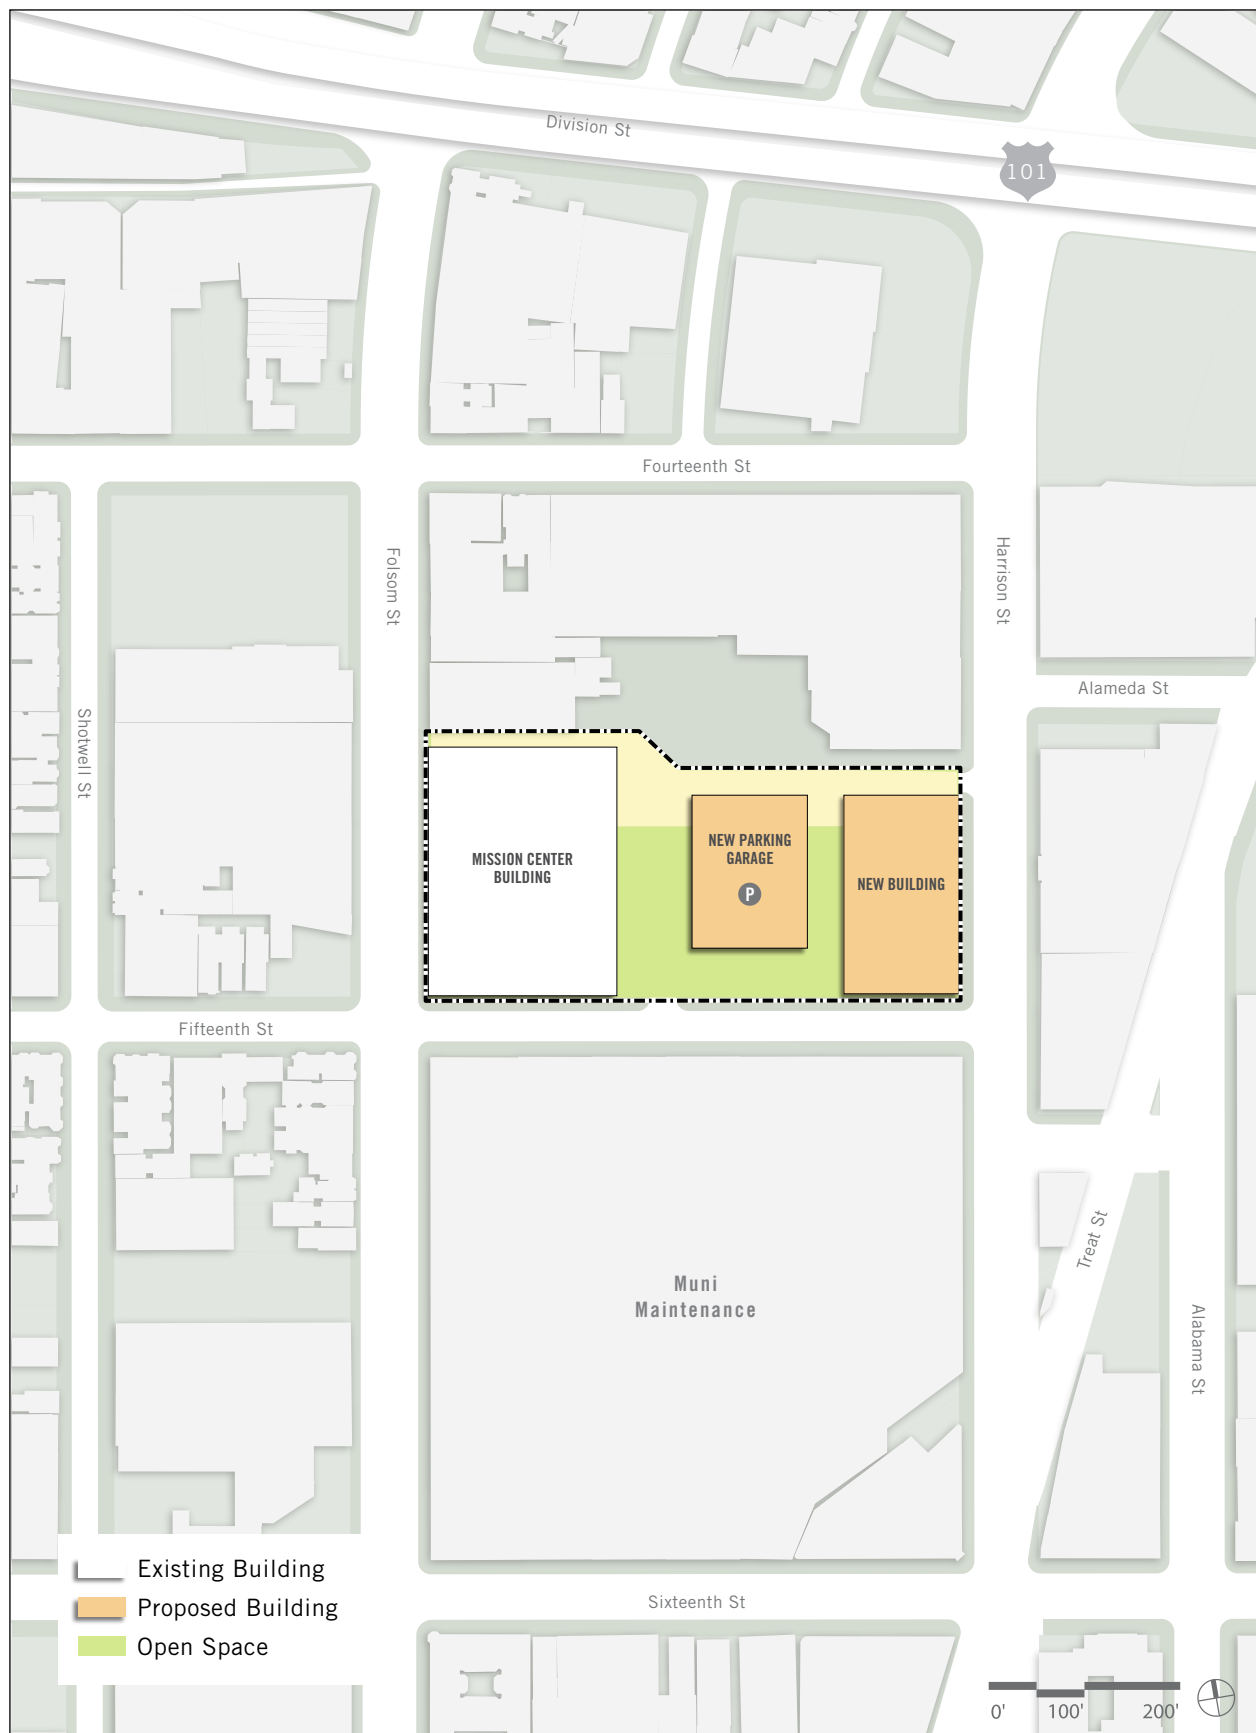 Division St
101
Fourteenth St
Folsom St
Harrison St
Alameda St
Shotwell St
MISSION CENTER
BUILDING
NEW PARKING
GARAGE
P
NEW BUILDING
Fifteenth St
Treat St
Muni
Maintenance
Alabama St
Existing Building
Proposed Building
Open Space
Sixteenth St
0' 100' 200'